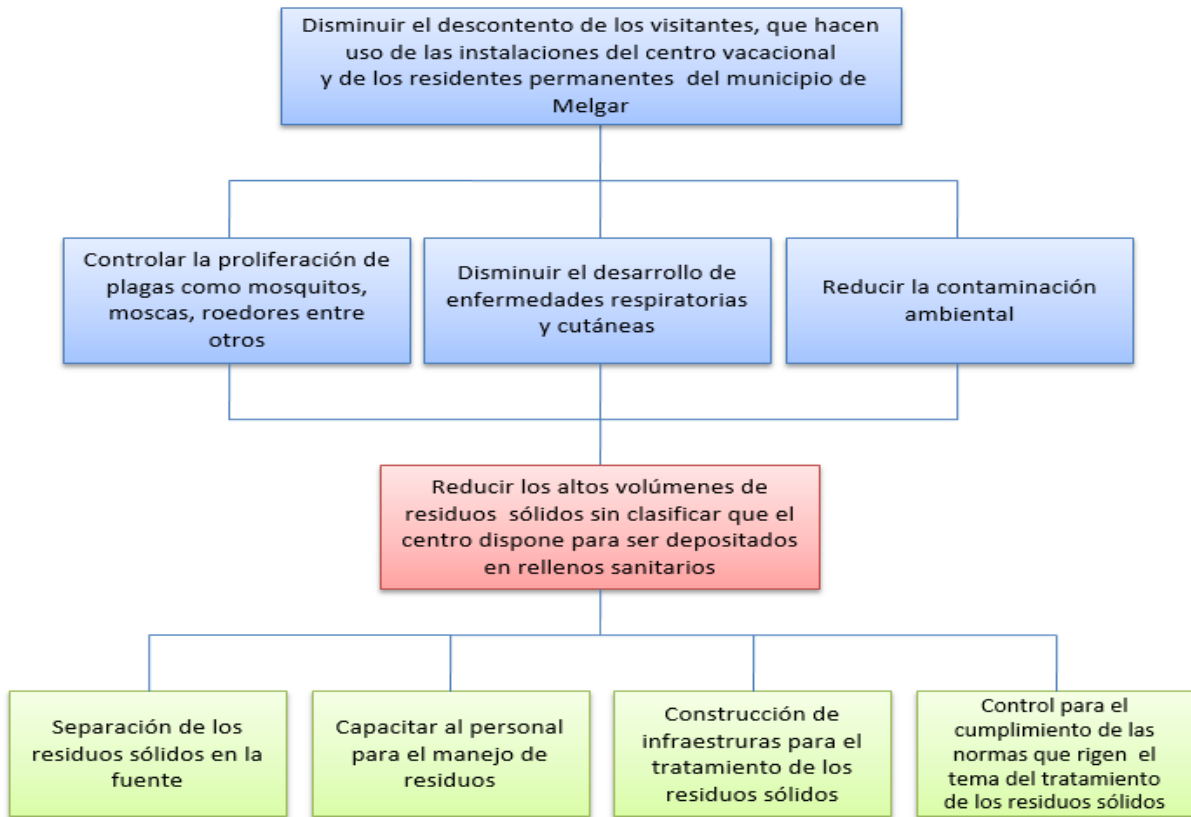 Disminuir el descontento de los visitantes, que hacen
uso de las instalaciones del centro vacacional
y de los residentes permanentes del municipio de
Melgar
Controlar la proliferación de
plagas como mosquitos,
moscas, roedores entre
otros
Disminuir el desarrollo de
enfermedades respiratorias
y cutáneas
Reducir la contaminación
ambiental
Reducir los altos volúmenes de
residuos sólidos sin clasificar que el
centro dispone para ser depositados
en rellenos sanitarios
Separación de los
residuos sólidos en la
fuente
Capacitar al personal
para el manejo de
residuos
Construcción de
infraestruras para el
tratamiento de los
residuos sólidos
Control para el
cumplimiento de las
normas que rigen el
tema del tratamiento
de los residuos sólidos